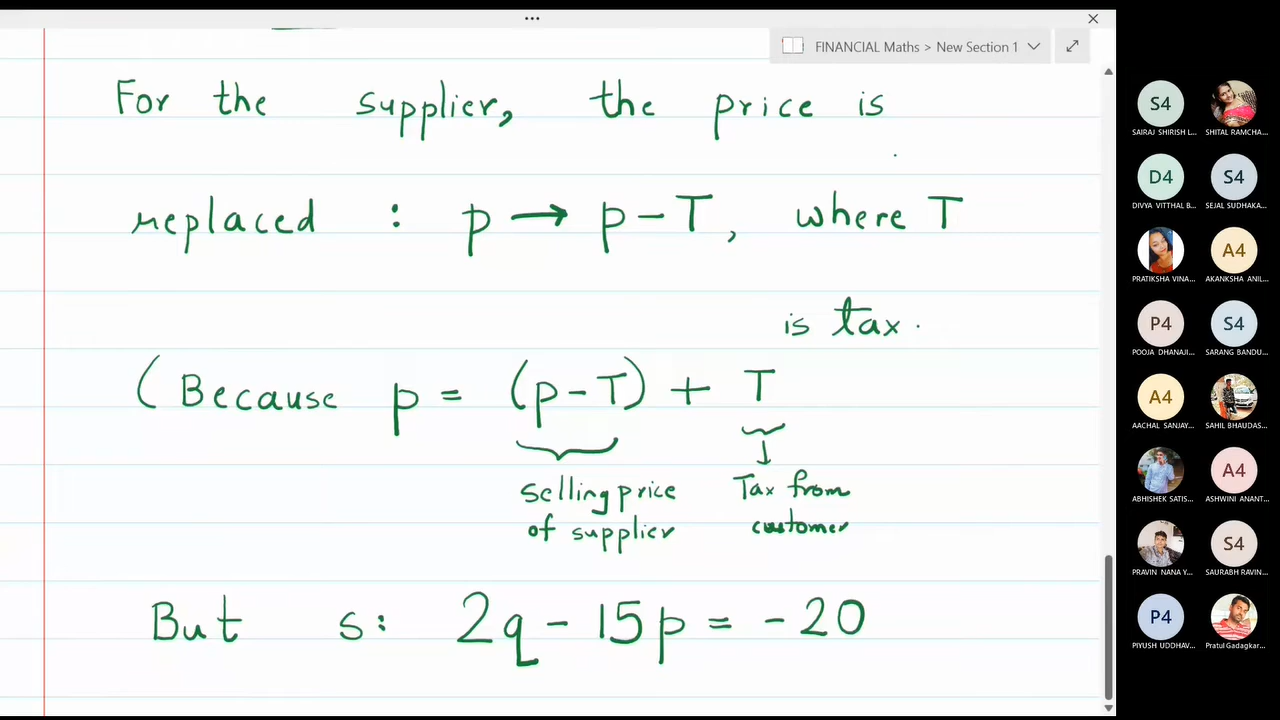 ...
FINANCIAL Maths > New Section 1
For the supplier, the price is
replaced : p → p - T, where T
is tax.
(Because p = (p - T) + T
selling price Tax from
of supplier customer
But s: 2q - 15p = -20
S4
SAIRAJ SHIRISH L...
SHITAL RAMCHA...
D4 S4
DIVYA VITTHAL B... SEJAL SUDHAKA...
A4
PRATIKSHA VINA... AKANKSHA ANIL...
P4 S4
POOJA DHANAJI... SARANG BANDU...
A4
AACHAL SANJAY... SAHIL BHAUDAS...
A4
ABHISHEK SATIS... ASHWINI ANANT...
S4
PRAVIN NANA Y... SAURABH RAVIN...
P4
PIYUSH UDDHAV... Pratul Gadagkar...